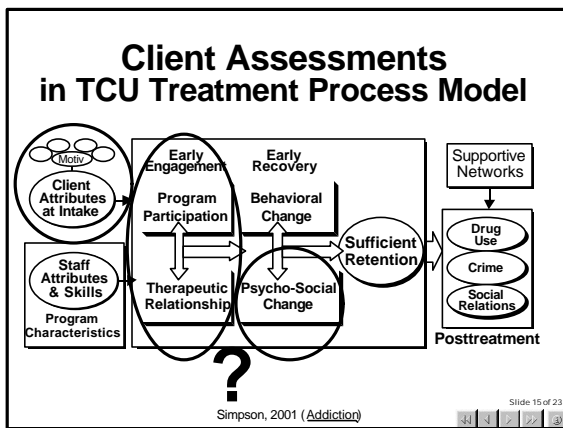 Client Assessments
in TCU Treatment Process Model
Motiv
Client
Attributes
at Intake
Staff
Attributes
& Skills
Program
Characteristics
Early
Engagement
Program
Participation
Therapeutic
Relationship
Early
Recovery
Behavioral
Change
Psycho-Social
Change
Sufficient
Retention
Supportive
Networks
Drug
Use
Crime
Social
Relations
Posttreatment
?
Simpson, 2001 (Addiction)
Slide 15 of 23